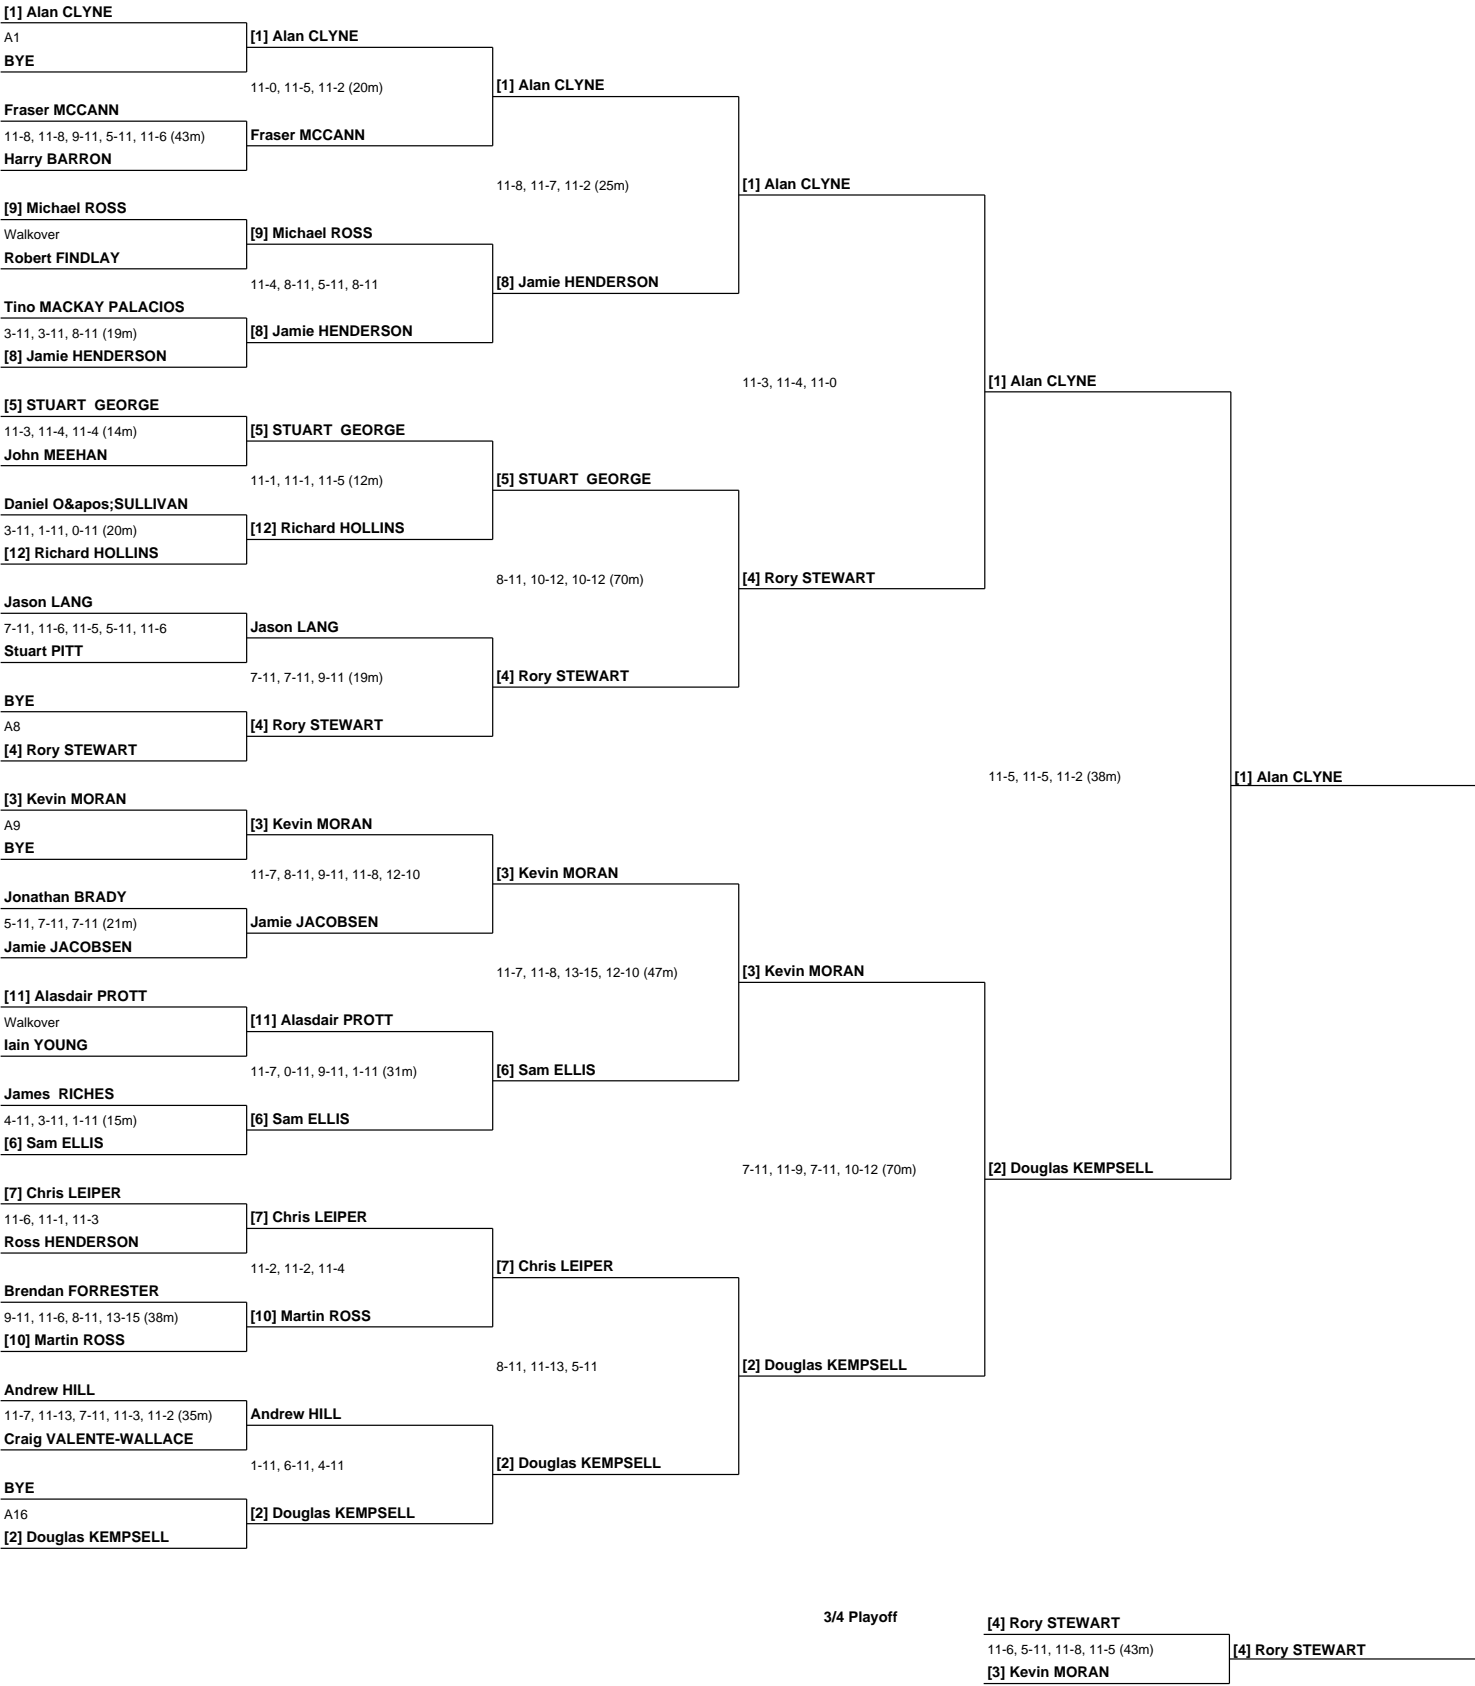 [1] Alan CLYNE
A1
BYE
Fraser MCCANN
11-8, 11-8, 9-11, 5-11, 11-6 (43m)
Harry BARRON
[9] Michael ROSS
Walkover
Robert FINDLAY
Tino MACKAY PALACIOS
3-11, 3-11, 8-11 (19m)
[8] Jamie HENDERSON
[5] STUART  GEORGE
11-3, 11-4, 11-4 (14m)
John MEEHAN
Daniel O&apos;SULLIVAN
3-11, 1-11, 0-11 (20m)
[12] Richard HOLLINS
Jason LANG
7-11, 11-6, 11-5, 5-11, 11-6
Stuart PITT
BYE
A8
[4] Rory STEWART
[3] Kevin MORAN
A9
BYE
Jonathan BRADY
5-11, 7-11, 7-11 (21m)
Jamie JACOBSEN
[11] Alasdair PROTT
Walkover
Iain YOUNG
James  RICHES
4-11, 3-11, 1-11 (15m)
[6] Sam ELLIS
[7] Chris LEIPER
11-6, 11-1, 11-3
Ross HENDERSON
Brendan FORRESTER
9-11, 11-6, 8-11, 13-15 (38m)
[10] Martin ROSS
Andrew HILL
11-7, 11-13, 7-11, 11-3, 11-2 (35m)
Craig VALENTE-WALLACE
BYE
A16
[2] Douglas KEMPSELL
[1] Alan CLYNE
11-0, 11-5, 11-2 (20m)
Fraser MCCANN
[9] Michael ROSS
11-4, 8-11, 5-11, 8-11
[8] Jamie HENDERSON
[5] STUART  GEORGE
11-1, 11-1, 11-5 (12m)
[12] Richard HOLLINS
Jason LANG
7-11, 7-11, 9-11 (19m)
[4] Rory STEWART
[3] Kevin MORAN
11-7, 8-11, 9-11, 11-8, 12-10
Jamie JACOBSEN
[11] Alasdair PROTT
11-7, 0-11, 9-11, 1-11 (31m)
[6] Sam ELLIS
[7] Chris LEIPER
11-2, 11-2, 11-4
[10] Martin ROSS
Andrew HILL
1-11, 6-11, 4-11
[2] Douglas KEMPSELL
[1] Alan CLYNE
11-8, 11-7, 11-2 (25m)
[8] Jamie HENDERSON
[5] STUART  GEORGE
8-11, 10-12, 10-12 (70m)
[4] Rory STEWART
[3] Kevin MORAN
11-7, 11-8, 13-15, 12-10 (47m)
[6] Sam ELLIS
[7] Chris LEIPER
8-11, 11-13, 5-11
[2] Douglas KEMPSELL
[1] Alan CLYNE
11-3, 11-4, 11-0
[4] Rory STEWART
[3] Kevin MORAN
7-11, 11-9, 7-11, 10-12 (70m)
[2] Douglas KEMPSELL
[1] Alan CLYNE
11-5, 11-5, 11-2 (38m)
[2] Douglas KEMPSELL
[1] Alan CLYNE
3/4 Playoff
[4] Rory STEWART
11-6, 5-11, 11-8, 11-5 (43m)
[3] Kevin MORAN
[4] Rory STEWART